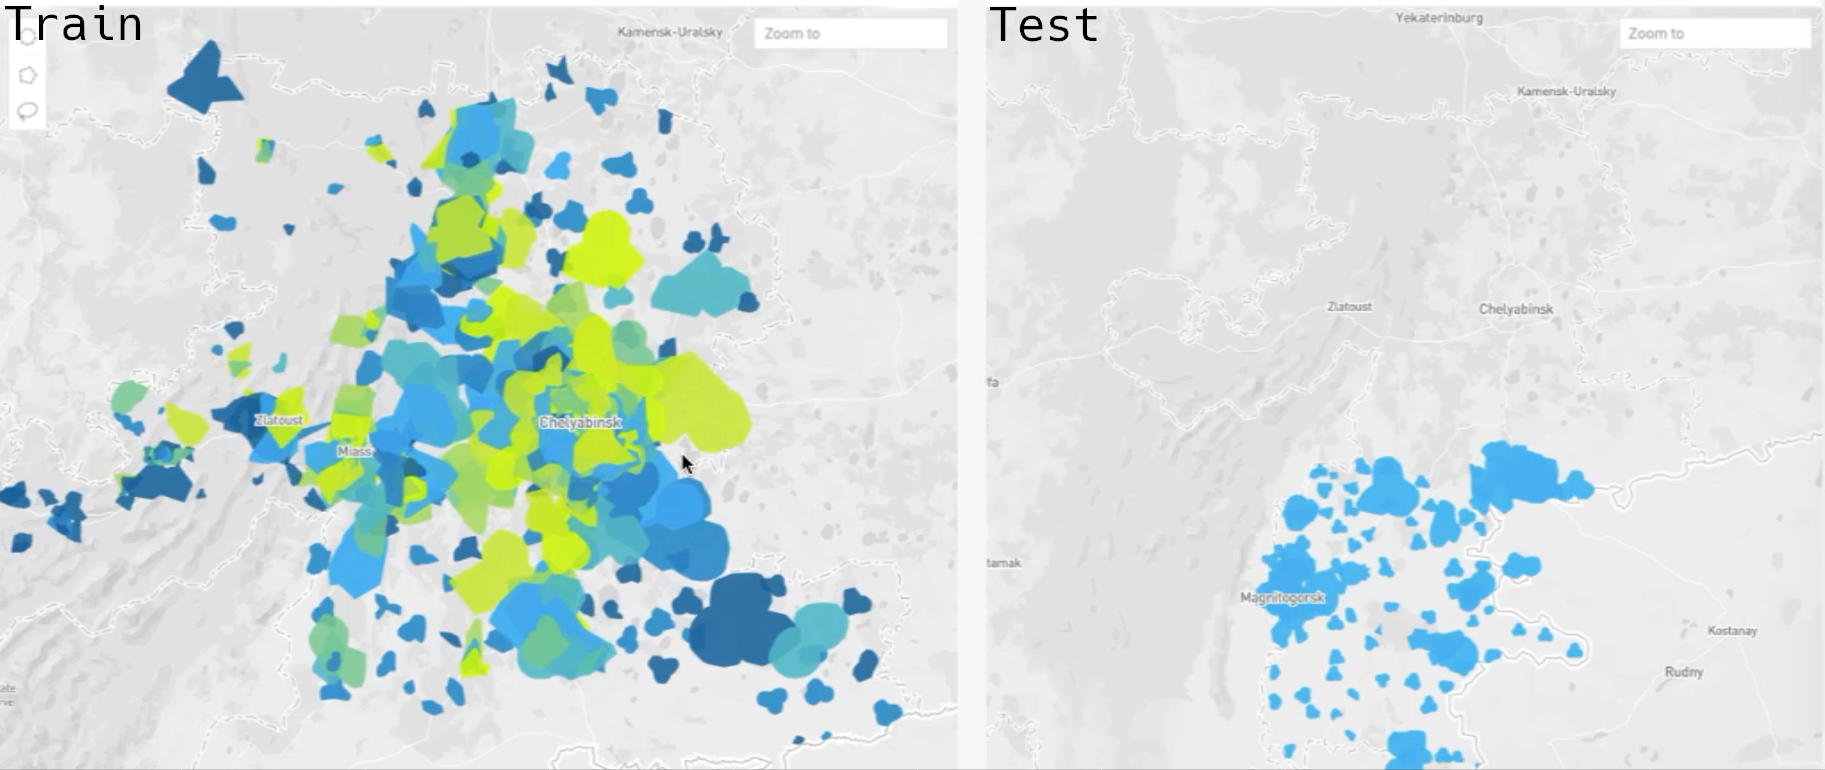 Train
Kamensk-Uralsky
Zoom to
Zlatoust
Chelyabinsk
Miass
Test
Yekaterinburg
Zoom to
Kamensk-Uralsky
Zlatoust
Chelyabinsk
fa
tamak
Magnitogorsk
Kostanay
Rudny